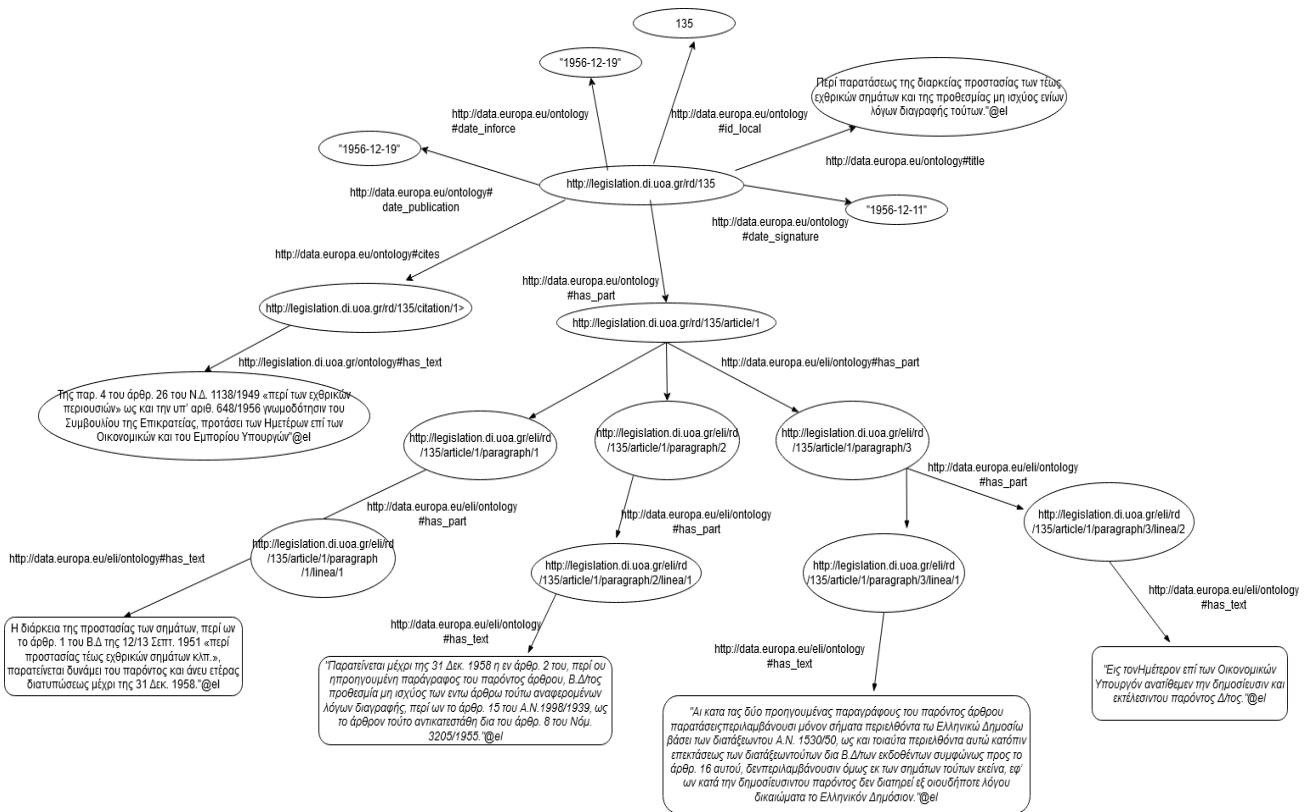 135
"1956-12-19"
Περί παρατάσεως της διαρκείας προστασίας των τέως
εχθρικών σημάτων και της προθεσμίας μη ισχύος ενίων
λόγων διαγραφής τούτων."@el
http://data.europa.eu/ontology
#date_inforce
http://data.europa.eu/ontology
#id_local
"1956-12-19"
http://data.europa.eu/ontology#title
http://legislation.di.uoa.gr/rd/135
http://data.europa.eu/ontology#
date_publication
"1956-12-11"
http://data.europa.eu/ontology
#date_signature
http://data.europa.eu/ontology#cites
http://data.europa.eu/ontology
#has_part
http://legislation.di.uoa.gr/rd/135/citation/1>
http://legislation.di.uoa.gr/rd/135/article/1
http://legislation.di.uoa.gr/ontology#has_text
http://data.europa.eu/eli/ontology#has_part
Της παρ. 4 του άρθρ. 26 του Ν.Δ. 1138/1949 «περί των εχθρικών
περιουσιών» ως και την υπ' αριθ. 648/1956 γνωμοδότησιν του
Συμβουλίου της Επικρατείας, προτάσει των Ημετέρων επί των
Οικονομικών και του Εμπορίου Υπουργών"@el
http://legislation.di.uoa.gr/eli/rd
/135/article/1/paragraph/1
http://legislation.di.uoa.gr/eli/rd
/135/article/1/paragraph/2
http://legislation.di.uoa.gr/eli/rd
/135/article/1/paragraph/3
http://data.europa.eu/eli/ontology
#has_part
http://data.europa.eu/eli/ontology
#has_part
http://data.europa.eu/eli/ontology
#has_part
http://legislation.di.uoa.gr/eli/rd
/135/article/1/paragraph/3/linea/2
http://data.europa.eu/eli/ontology#has_text
http://legislation.di.uoa.gr/eli/rd
/135/article/1/paragraph
/1/linea/1
http://legislation.di.uoa.gr/eli/rd
/135/article/1/paragraph/2/linea/1
http://legislation.di.uoa.gr/eli/rd
/135/article/1/paragraph/3/linea/1
http://data.europa.eu/eli/ontology
#has_text
http://data.europa.eu/eli/ontology
#has_text
http://data.europa.eu/eli/ontology
#has_text
Η διάρκεια της προστασίας των σημάτων, περί ων
το άρθρ. 1 του Β.Δ της 12/13 Σεπτ. 1951 «περί
προστασίας τέως εχθρικών σημάτων κλπ.»,
παρατείνεται δυνάμει του παρόντος και άνευ ετέρας
διατυπώσεως μέχρι της 31 Δεκ. 1958."@el
"Παρατείνεται μέχρι της 31 Δεκ. 1958 η εν άρθρ. 2 του, περί ου
ηπροηγουμένη παράγραφος του παρόντος άρθρου, Β.Δ/τος
προθεσμία μη ισχύος των εντω άρθρω τούτω αναφερομένων
λόγων διαγραφής, περί ων το άρθρ. 15 του Α.Ν.1998/1939, ως
το άρθρον τούτο αντικατεστάθη δια του άρθρ. 8 του Νόμ.
3205/1955."@el
"Αι κατα τας δύο προηγουμένας παραγράφους του παρόντος άρθρου
παρατάσειςπεριλαμβάνουσι μόνον σήματα περιελθόντα τω Ελληνικώ Δημοσίω
βάσει των διατάξεωντου Α.Ν. 1530/50, ως και τοιαύτα περιελθόντα αυτώ κατόπιν
επεκτάσεως των διατάξεωντούτων δια Β.Δ/των εκδοθέντων συμφώνως προς το
άρθρ. 16 αυτού, δενπεριλαμβάνουσιν όμως εκ των σημάτων τούτων εκείνα, εφ'
ων κατά την δημοσίευσιντου παρόντος δεν διατηρεί εξ οιουδήποτε λόγου
δικαιώματα το Ελληνικόν Δημόσιον."@el
"Εις τονΗμέτερον επί των Οικονομικών
Υπουργόν ανατίθεμεν την δημοσίευσιν και
εκτέλεσιντου παρόντος Δ/τος."@el